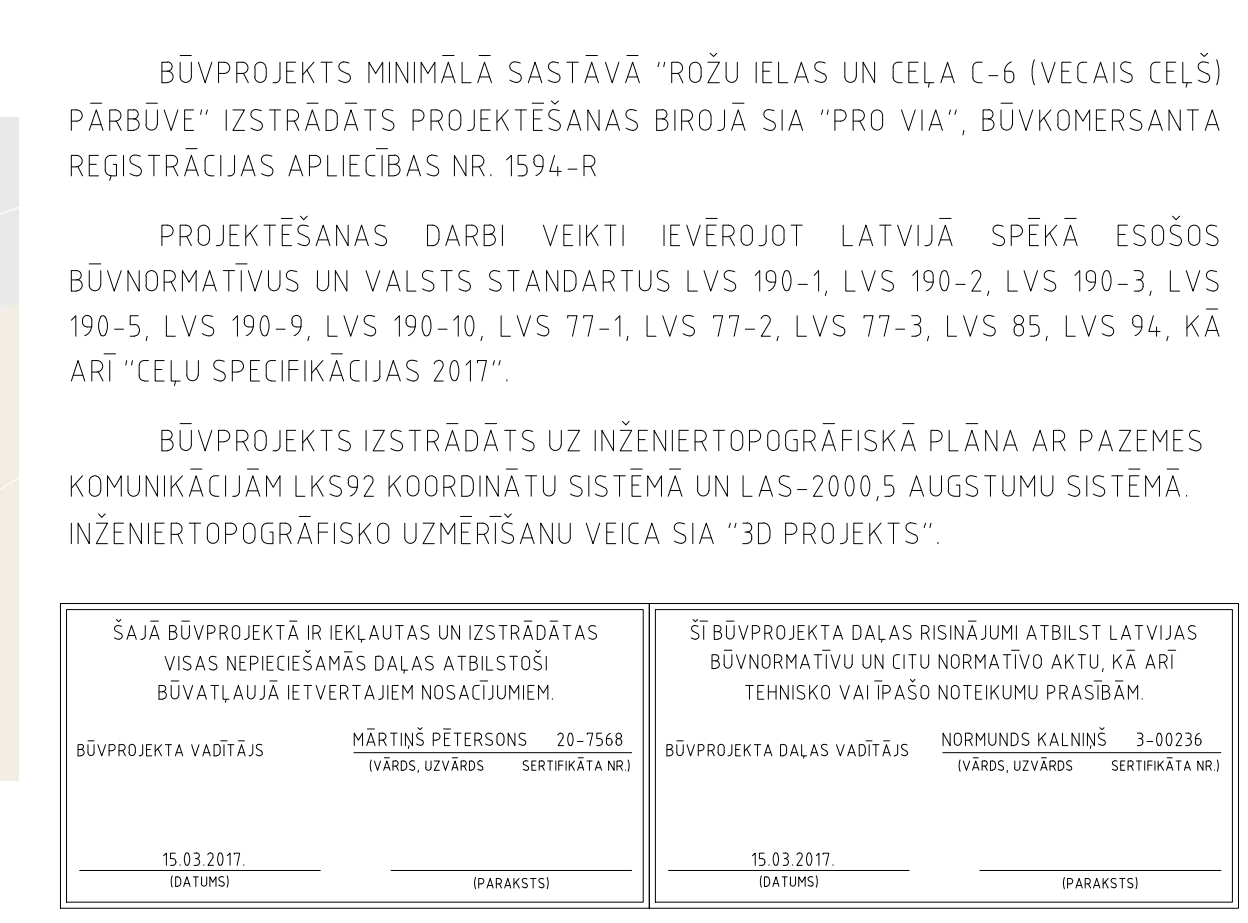 BŪVPROJEKTS MINIMĀLĀ SASTĀVĀ "ROŽU IELAS UN CEĻA C-6 (VECAIS CEĻŠ)
PĀRBŪVE" IZSTRĀDĀTS PROJEKTĒŠANAS BIROJĀ SIA "PRO VIA", BŪVKOMERSANTA
REĢISTRĀCIJAS APLIECĪBAS NR. 1594-R
PROJEKTĒŠANAS DARBI VEIKTI IEVĒROJOT LATVIJĀ SPĒKĀ ESOŠOS
BŪVNORMATĪVUS UN VALSTS STANDARTUS LVS 190-1, LVS 190-2, LVS 190-3, LVS
190-5, LVS 190-9, LVS 190-10, LVS 77-1, LVS 77-2, LVS 77-3, LVS 85, LVS 94, KĀ
ARĪ "CEĻU SPECIFIKĀCIJAS 2017".
BŪVPROJEKTS IZSTRĀDĀTS UZ INŽENIERTOPOGRĀFISKĀ PLĀNA AR PAZEMES
KOMUNIKĀCIJĀM LKS92 KOORDINĀTU SISTĒMĀ UN LAS-2000,5 AUGSTUMU SISTĒMĀ.
INŽENIERTOPOGRĀFISKO UZMĒRĪŠANU VEICA SIA "3D PROJEKTS".
ŠAJĀ BŪVPROJEKTĀ IR IEKĻAUTAS UN IZSTRĀDĀTAS
VISAS NEPIECIEŠAMĀS DAĻAS ATBILSTOŠI
BŪVATĻAUJĀ IETVERTAJIEM NOSACĪJUMIEM.
BŪVPROJEKTA VADĪTĀJS MĀRTIŅŠ PĒTERSONS 20-7568
(VĀRDS, UZVĀRDS SERTIFIKĀTA NR.)
15.03.2017.
(DATUMS) (PARAKSTS)
ŠĪ BŪVPROJEKTA DAĻAS RISINĀJUMI ATBILST LATVIJAS
BŪVNORMATĪVU UN CITU NORMATĪVO AKTU, KĀ ARĪ
TEHNISKO VAI ĪPAŠO NOTEIKUMU PRASĪBĀM.
BŪVPROJEKTA DAĻAS VADĪTĀJS NORMUNDS KALNIŅŠ 3-00236
(VĀRDS, UZVĀRDS SERTIFIKĀTA NR.)
15.03.2017.
(DATUMS) (PARAKSTS)